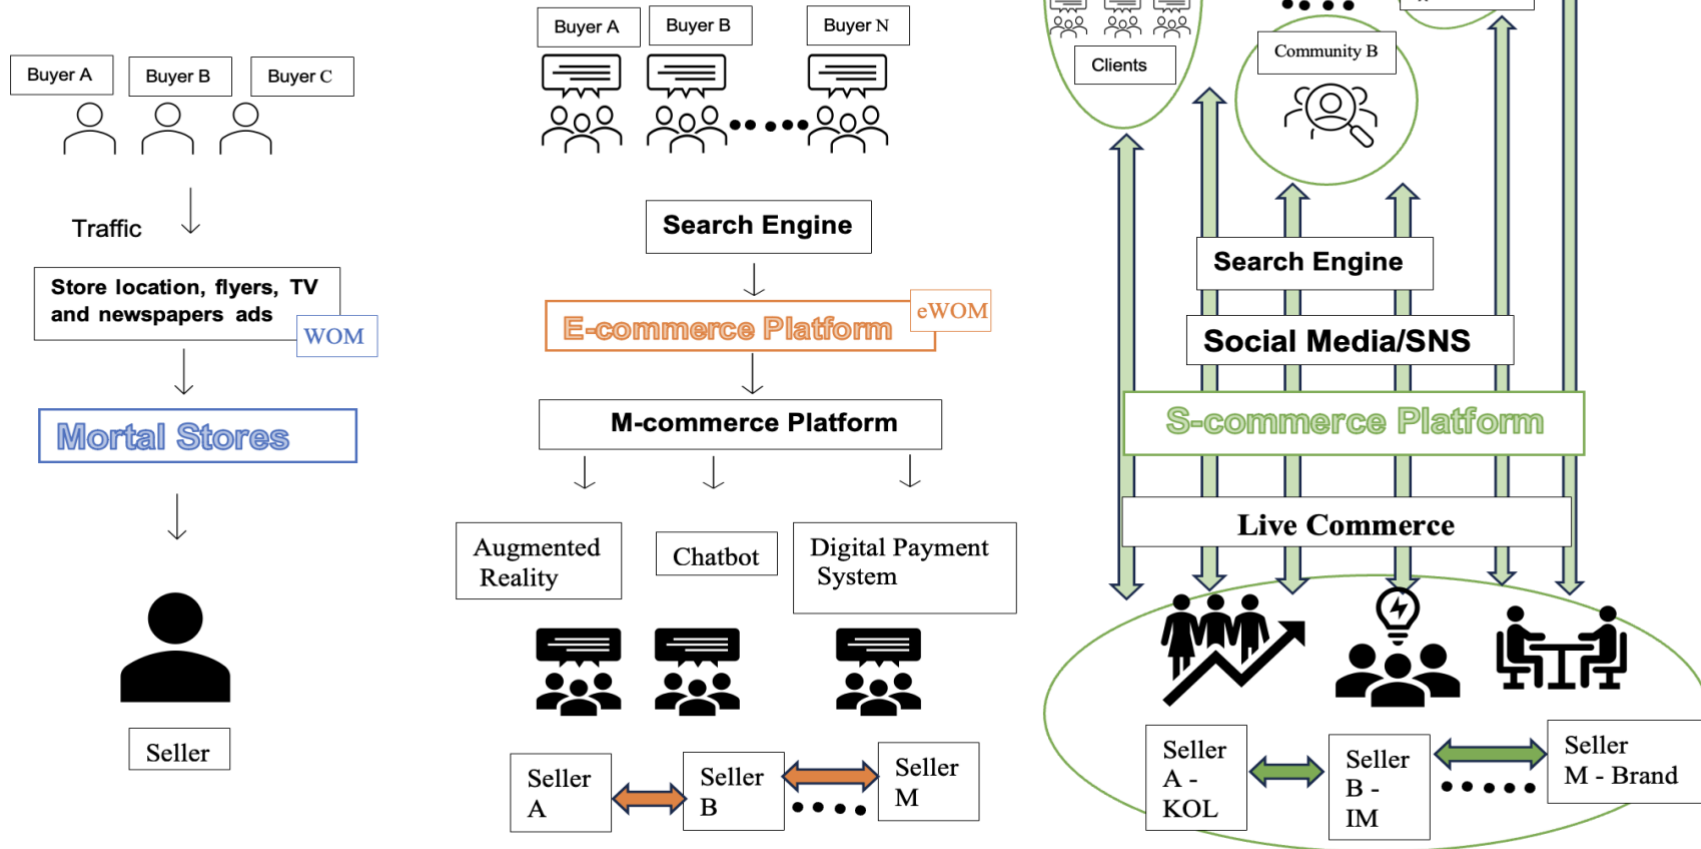 Buyer A
Buyer B
Buyer C
Traffic
Store location, flyers, TV
and newspapers ads
WOM
Mortal Stores
Seller
Buyer A
Buyer B
Buyer N
Search Engine
E-commerce Platform
eWOM
M-commerce Platform
Augmented
Reality
Chatbot
Digital Payment
System
Seller
A
Seller
B
Seller
M
Clients
Community B
Search Engine
Social Media/SNS
S-commerce Platform
Live Commerce
Seller
A -
KOL
Seller
B -
IM
Seller
M - Brand